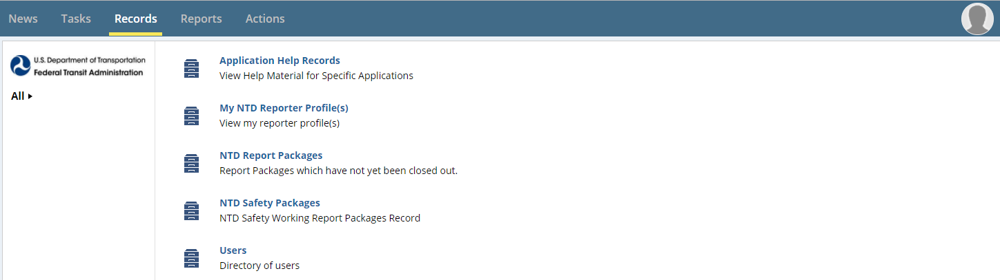 News Tasks Records Reports Actions
U.S. Department of Transportation
Federal Transit Administration
All
Application Help Records
View Help Material for Specific Applications
My NTD Reporter Profile(s)
View my reporter profile(s)
NTD Report Packages
Report Packages which have not yet been closed out.
NTD Safety Packages
NTD Safety Working Report Packages Record
Users
Directory of users